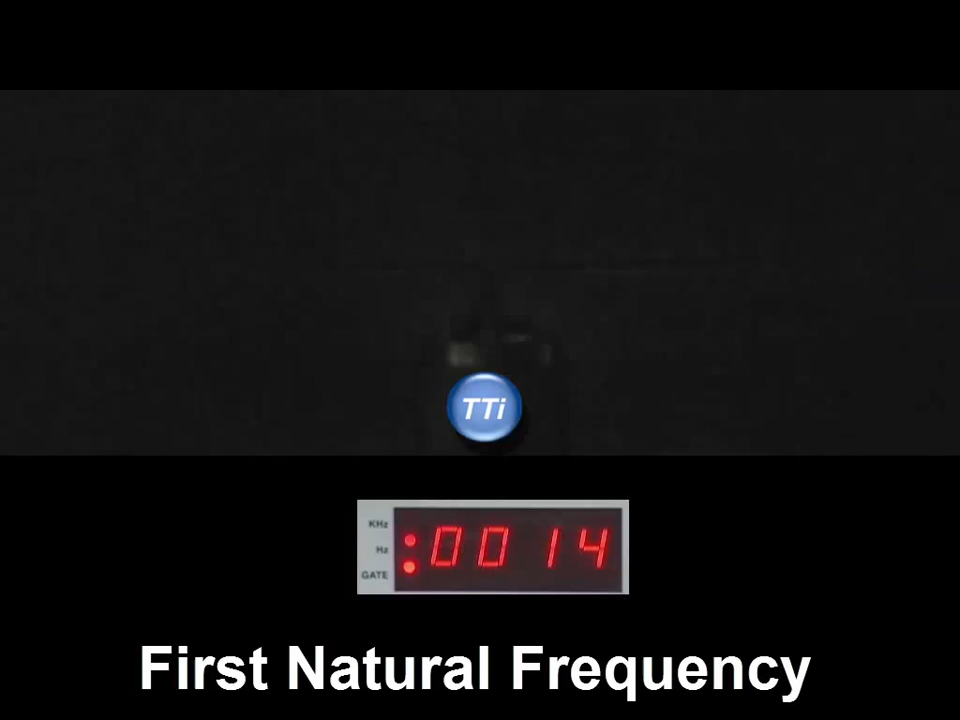 TTi
KHz
Hz
GATE
:0014
First Natural Frequency